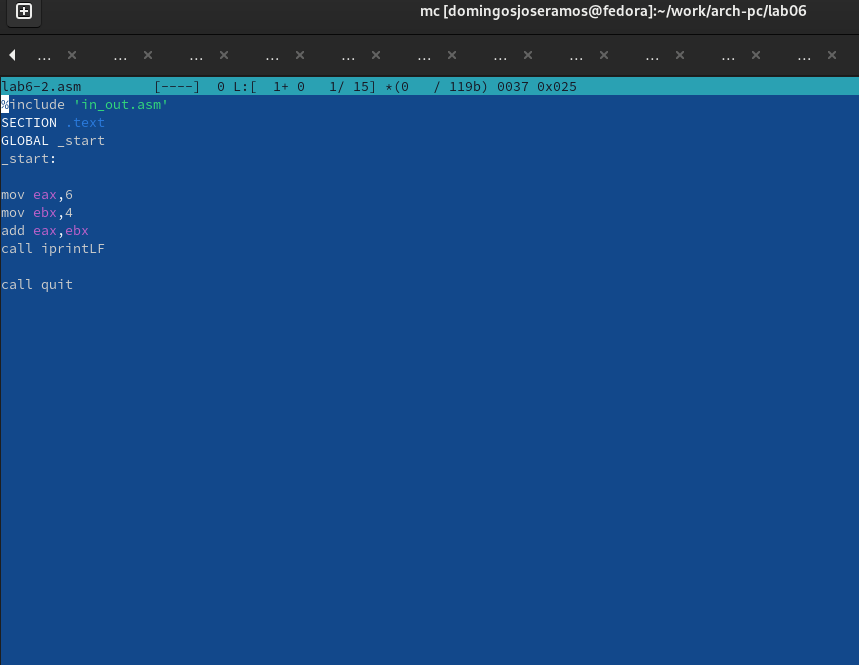 mc [domingosjoseramos@fedora]:~/work/arch-pc/lab06
... × ... × ... × ... × ... × ... × ... × ... × ... × ... × ... ×
lab6-2.asm [----] 0 L:[ 1+ 0 1/ 15] *(0 / 119b) 0037 0x025
%include 'in_out.asm'
SECTION .text
GLOBAL _start
_start:
mov eax,6
mov ebx,4
add eax,ebx
call iprintLF
call quit